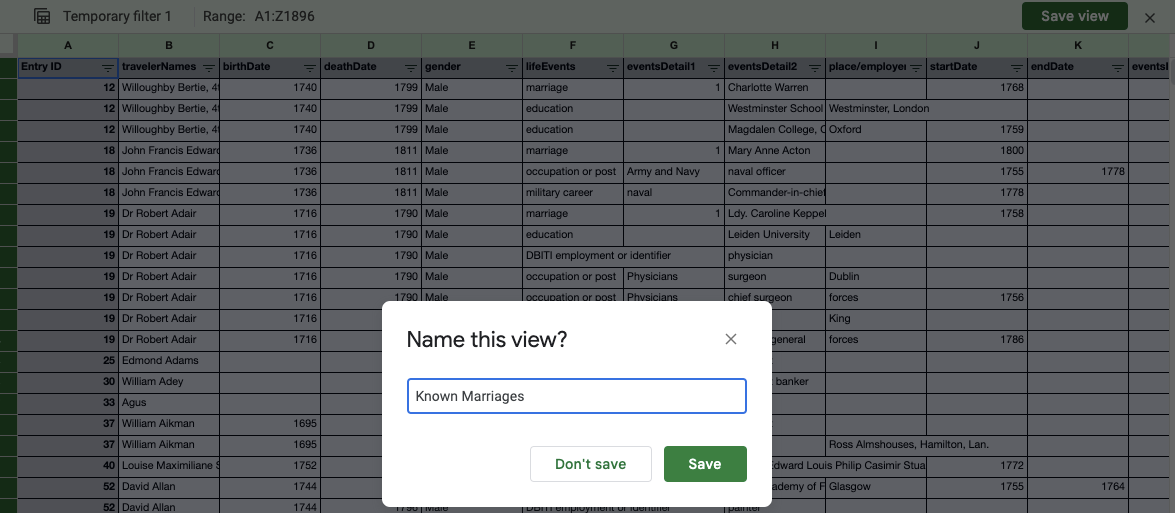 Temporary filter 1 Range: A1:Z1896 Save view
A B C D E F G H I J K
Entry ID travelerNames birthDate deathDate gender lifeEvents eventsDetail1 eventsDetail2 place/employer startDate endDate
12 Willoughby Bertie, 1740 1799 Male marriage 1 Charlotte Warren 1768
12 Willoughby Bertie, 1740 1799 Male education Westminster School Westminster, London
12 Willoughby Bertie, 1740 1799 Male education Magdalen College, Oxford 1759
18 John Francis Edward 1736 1811 Male marriage 1 Mary Anne Acton 1800
18 John Francis Edward 1736 1811 Male occupation or post Army and Navy naval officer 1755 1778
18 John Francis Edward 1736 1811 Male military career naval Commander-in-chief 1778
19 Dr Robert Adair 1716 1790 Male marriage 1 Ldy. Caroline Keppel 1758
19 Dr Robert Adair 1716 1790 Male education Leiden University Leiden
19 Dr Robert Adair 1716 1790 Male DBITI employment or identifier physician
19 Dr Robert Adair 1716 1790 Male occupation or post Physicians surgeon Dublin
19 Dr Robert Adair 1716 1790 Male occupation or post Physicians chief surgeon forces 1756
19 Dr Robert Adair 1716 King
19 Dr Robert Adair 1716 general forces 1786
25 Edmond Adams
30 William Adey banker
33 Agus
37 William Aikman 1695
37 William Aikman 1695 Ross Almshouses, Hamilton, Lan.
40 Louise Maximiliane 1752 Edward Louis Philip Casimir 1772
52 David Allan 1744 Glasgow 1755 1764
52 David Allan 1744 1796 Male DBITI employment or identifier painter
Name this view?
Known Marriages
Don't save Save